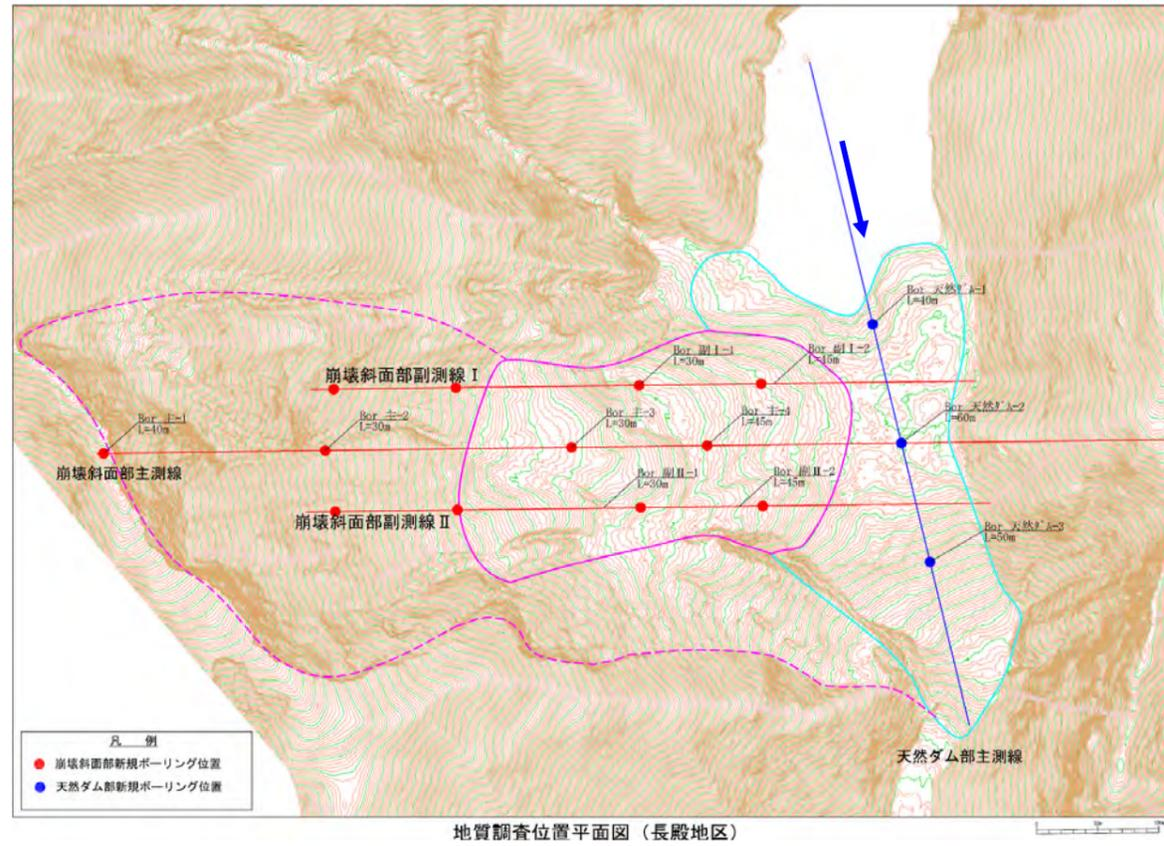 Bor 天然ﾀﾞﾑ-1
L=40m
Bor 副Ⅰ-1
L=30m
Bor 副Ⅰ-2
L=45m
崩壊斜面部副測線Ⅰ
Bor 主-1
L=40m
Bor 主-2
L=30m
Bor 主-3
L=30m
Bor 主-4
L=45m
Bor 天然ﾀﾞﾑ-2
L=60m
崩壊斜面部主測線
Bor 副Ⅱ-1
L=30m
Bor 副Ⅱ-2
L=45m
崩壊斜面部副測線Ⅱ
Bor 天然ﾀﾞﾑ-3
L=50m
天然ダム部主測線
凡 例
崩壊斜面部新規ボーリング位置
天然ダム部新規ボーリング位置
地質調査位置平面図（長殿地区）